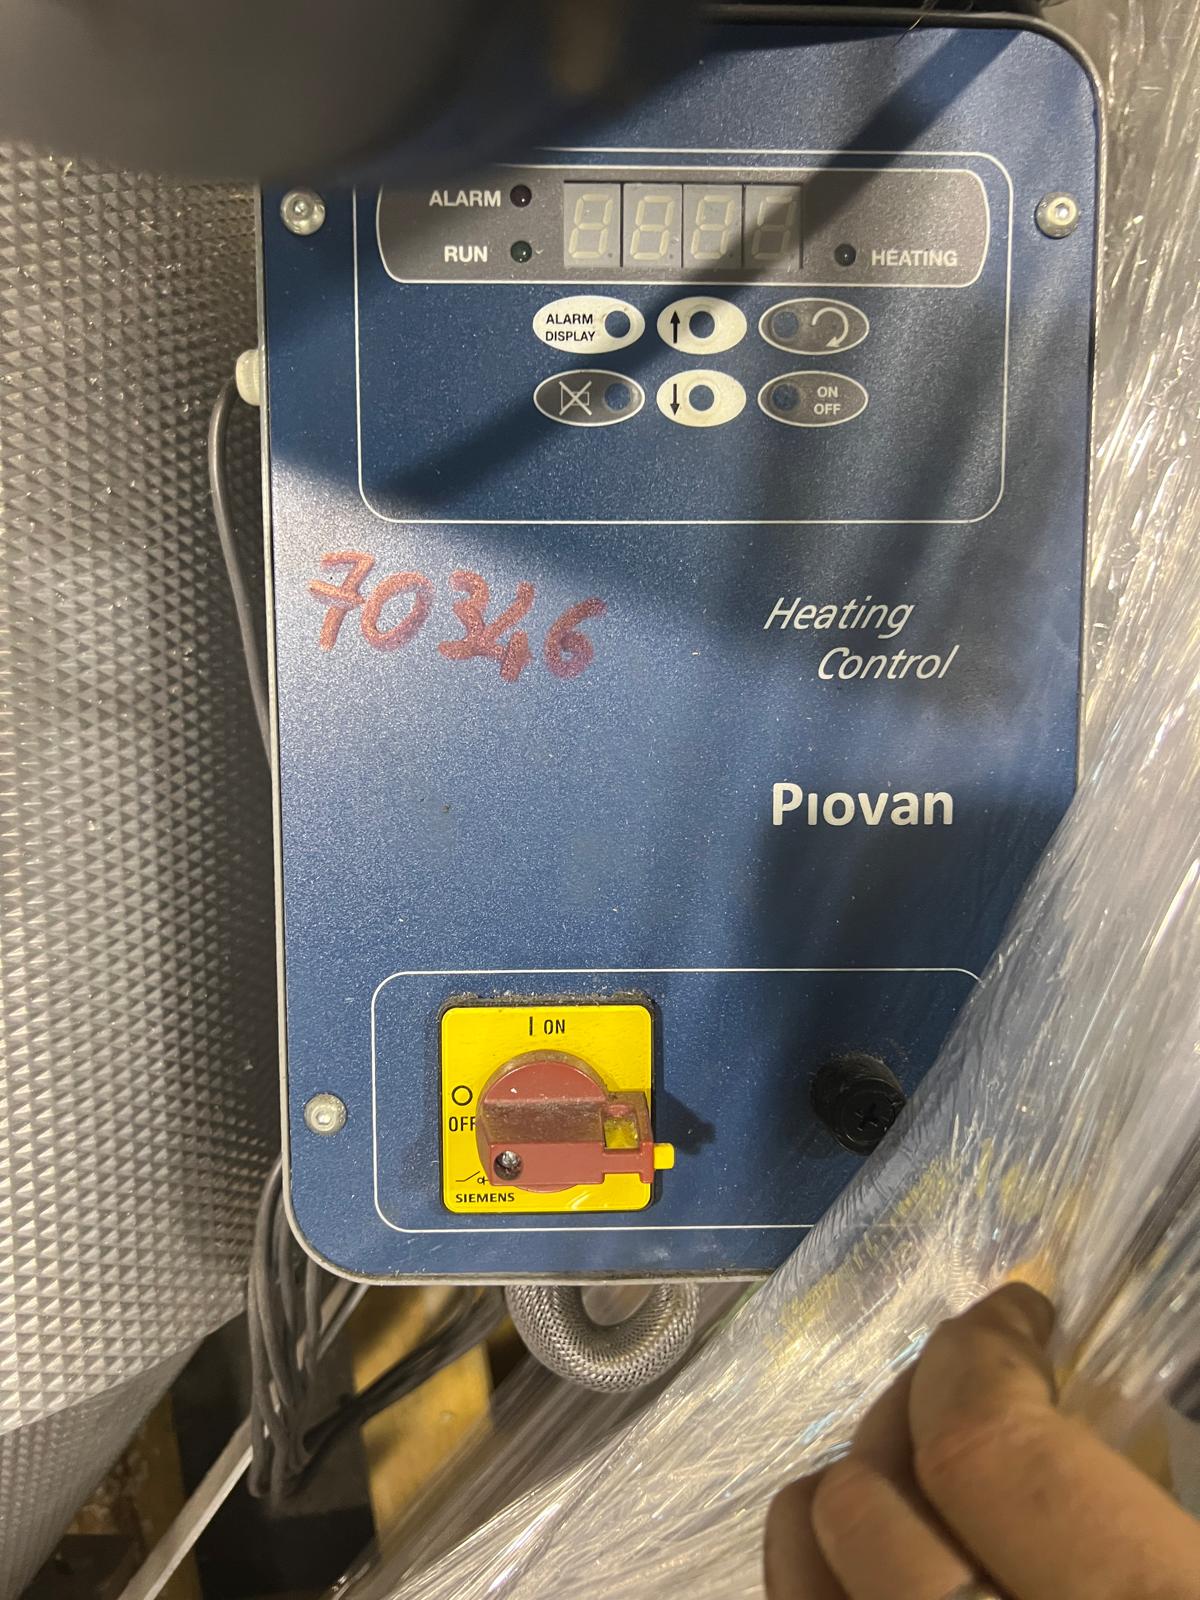 ALARM
RUN
HEATING
ALARM
DISPLAY
ON
OFF
70346
Heating
Control
Piovan
I ON
O
OFF
SIEMENS